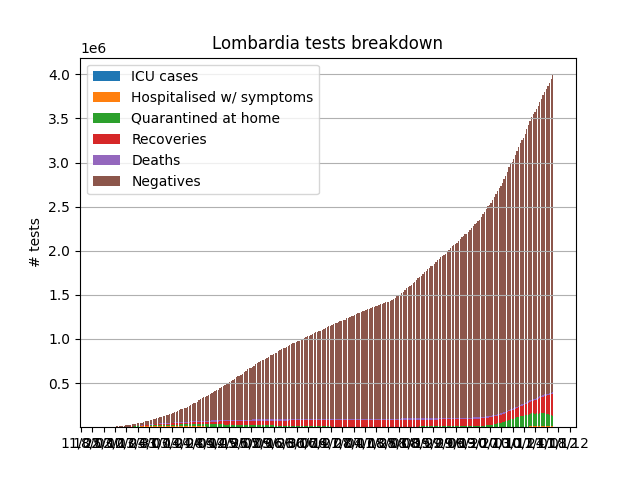 Lombardia tests breakdown
1e6
ICU cases
Hospitalised w/ symptoms
Quarantined at home
Recoveries
Deaths
Negatives
4.0
3.5
3.0
2.5
2.0
1.5
1.0
0.5
# tests